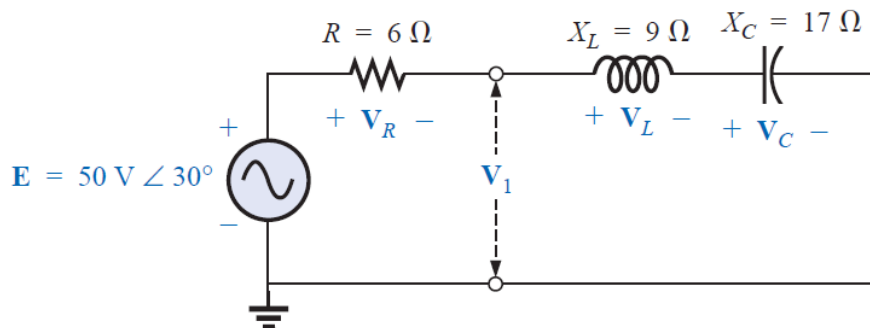 R = 6 Ω
X_L = 9 Ω
X_C = 17 Ω
+ V_R −
+ V_L −
+ V_C −
+
E = 50 V ∠ 30°
−
V_1